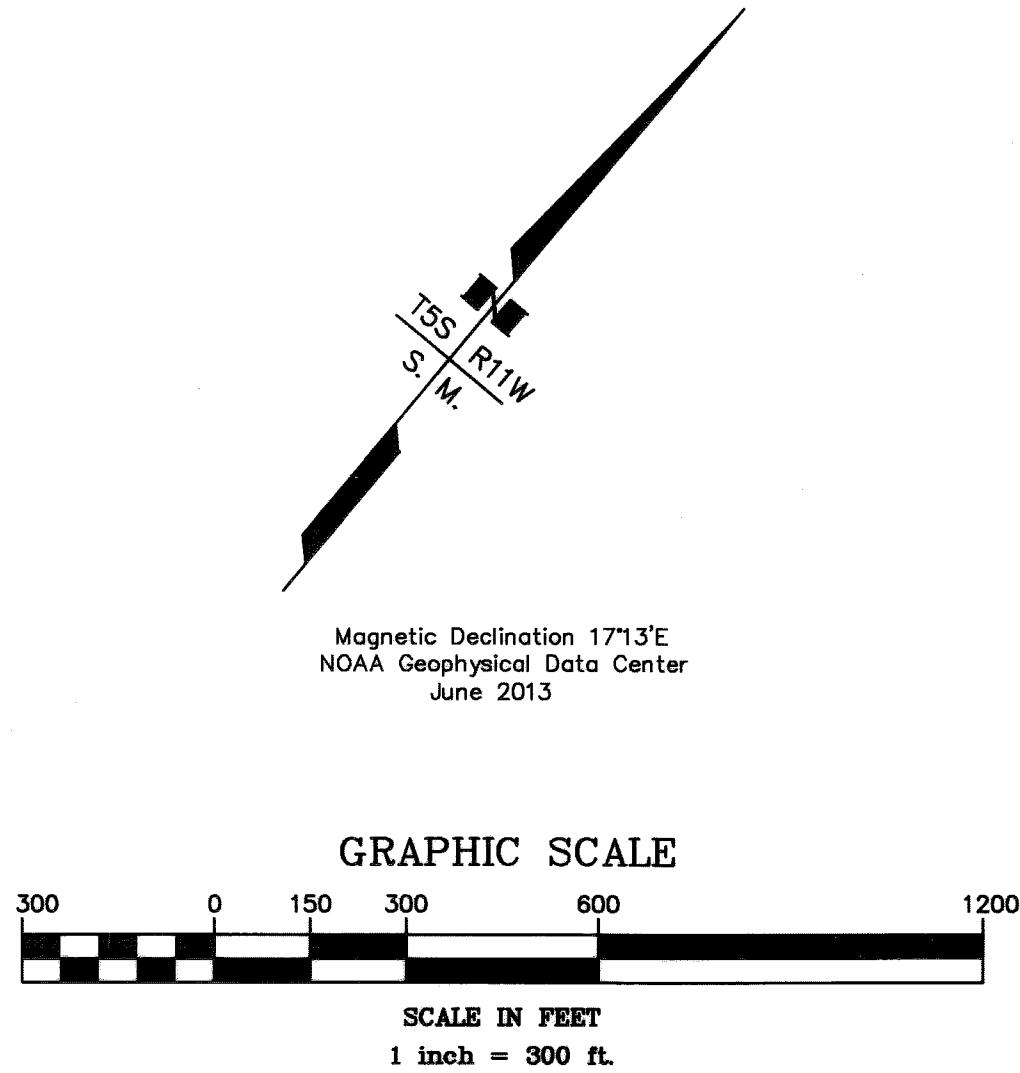 N
T5S R11W
S. M.
Magnetic Declination 17°13'E
NOAA Geophysical Data Center
June 2013
GRAPHIC SCALE
300 0 150 300 600 1200
SCALE IN FEET
1 inch = 300 ft.